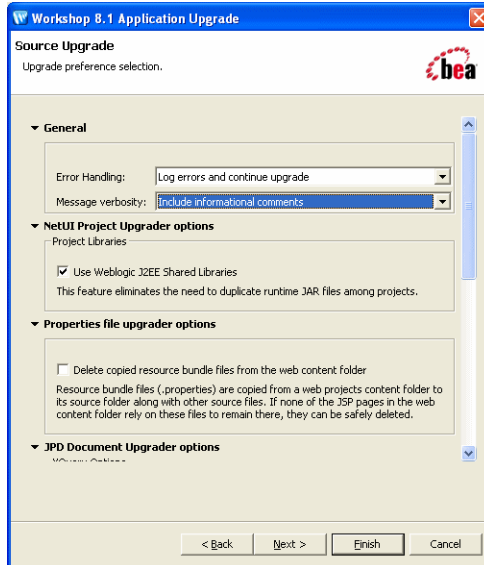 Workshop 8.1 Application Upgrade
Source Upgrade
Upgrade preference selection.
bea
General
Error Handling: Log errors and continue upgrade
Message verbosity: Include informational comments
NetUI Project Upgrader options
Project Libraries
Use Weblogic J2EE Shared Libraries
This feature eliminates the need to duplicate runtime JAR files among projects.
Properties file upgrader options
Delete copied resource bundle files from the web content folder
Resource bundle files (.properties) are copied from a web projects content folder to
its source folder along with other source files. If none of the JSP pages in the web
content folder rely on these files to remain there, they can be safely deleted.
JPD Document Upgrader options
XQuery Options
< Back Next > Finish Cancel